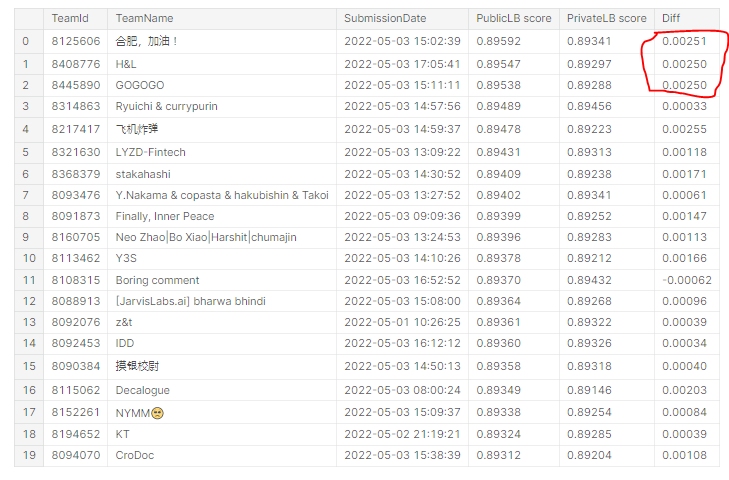 TeamId TeamName SubmissionDate PublicLB score PrivateLB score Diff
0 8125606 合肥，加油！ 2022-05-03 15:02:39 0.89592 0.89341 0.00251
1 8408776 H&L 2022-05-03 17:05:41 0.89547 0.89297 0.00250
2 8445890 GOGOGO 2022-05-03 15:11:11 0.89538 0.89288 0.00250
3 8314863 Ryuichi & currypurin 2022-05-03 14:57:56 0.89489 0.89456 0.00033
4 8217417 飞机炸弹 2022-05-03 14:59:37 0.89478 0.89223 0.00255
5 8321630 LYZD-Fintech 2022-05-03 13:09:22 0.89431 0.89313 0.00118
6 8368379 stakahashi 2022-05-03 14:30:52 0.89409 0.89238 0.00171
7 8093476 Y.Nakama & copasta & hakubishin & Takoi 2022-05-03 13:27:52 0.89402 0.89341 0.00061
8 8091873 Finally, Inner Peace 2022-05-03 09:09:36 0.89399 0.89252 0.00147
9 8160705 Neo Zhao|Bo Xiao|Harshit|chumajin 2022-05-03 13:24:53 0.89396 0.89283 0.00113
10 8113462 Y3S 2022-05-03 14:10:26 0.89378 0.89212 0.00166
11 8108315 Boring comment 2022-05-03 16:52:52 0.89370 0.89432 -0.00062
12 8088913 [JarvisLabs.ai] bharwa bhindi 2022-05-03 15:08:00 0.89364 0.89268 0.00096
13 8092076 z&t 2022-05-01 10:26:25 0.89361 0.89322 0.00039
14 8092453 IDD 2022-05-03 16:12:12 0.89360 0.89326 0.00034
15 8090384 摸银校尉 2022-05-03 14:50:13 0.89358 0.89318 0.00040
16 8115062 Decalogue 2022-05-03 08:00:24 0.89349 0.89146 0.00203
17 8152261 NYMM🥺 2022-05-03 15:09:37 0.89338 0.89254 0.00084
18 8194652 KT 2022-05-02 21:19:21 0.89324 0.89285 0.00039
19 8094070 CroDoc 2022-05-03 15:38:39 0.89312 0.89204 0.00108